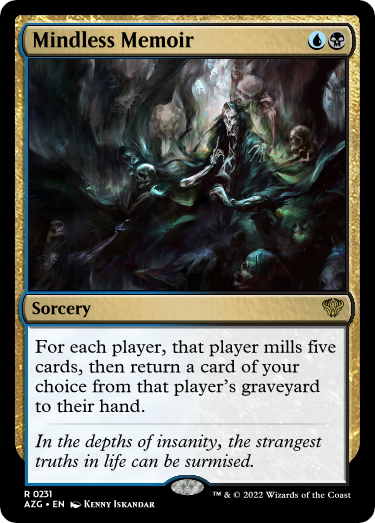 Mindless Memoir
Sorcery
For each player, that player mills five
cards, then return a card of your
choice from that player's graveyard
to their hand.
In the depths of insanity, the strangest
truths in life can be surmised.
R 0231
AZG • EN Kenny Iskandar
™ & © 2022 Wizards of the Coast